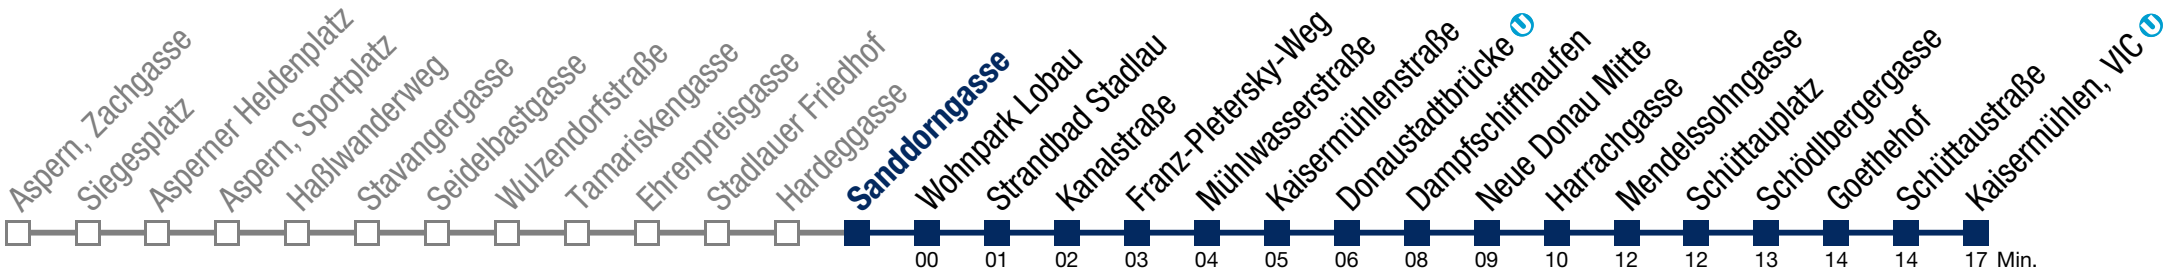 Aspern, Zachgasse
Siegesplatz
Asperner Heldenplatz
Aspern, Sportplatz
Haßlwanderweg
Stavangergasse
Seidelbastgasse
Wulzendorfstraße
Tamariskengasse
Ehrenpreisgasse
Stadlauer Friedhof
Hardeggasse
Sanddorngasse
Wohnpark Lobau
Strandbad Stadlau
Kanalstraße
Franz-Pletersky-Weg
Mühlwasserstraße
Kaisermühlenstraße
Donaustadtbrücke U
Dampfschiffhaufen
Neue Donau Mitte
Harrachgasse
Mendelssohngasse
Schüttauplatz
Schödlbergergasse
Goethehof
Schüttaustraße
Kaisermühlen, VIC U
00 01 02 03 04 05 06 08 09 10 12 12 13 14 14 17 Min.